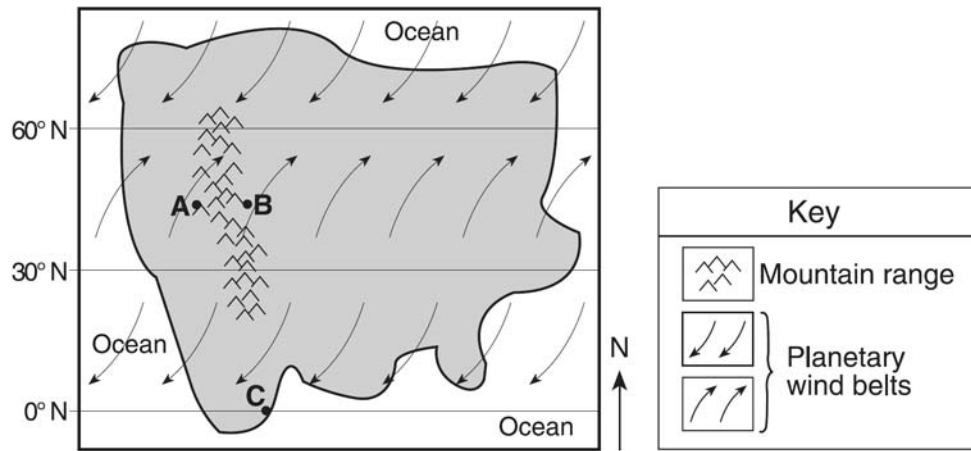 Ocean
60° N
A
B
30° N
Ocean
C
0° N
Ocean
N
Key
Mountain range
Planetary
wind belts